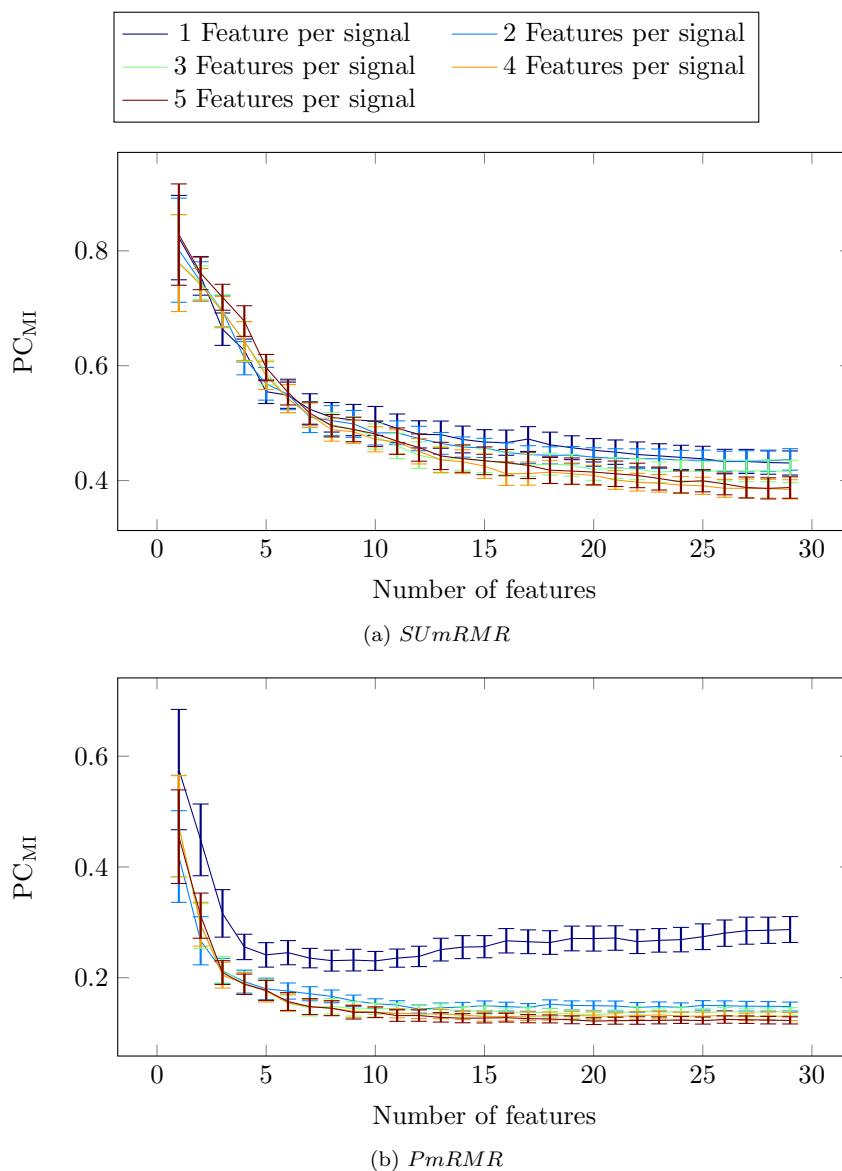 1 Feature per signal 2 Features per signal
3 Features per signal 4 Features per signal
5 Features per signal
0.8
0.6
0.4
PC_MI
0 5 10 15 20 25 30
Number of features
(a) SUmRMR
0.6
0.4
0.2
PC_MI
0 5 10 15 20 25 30
Number of features
(b) PmRMR